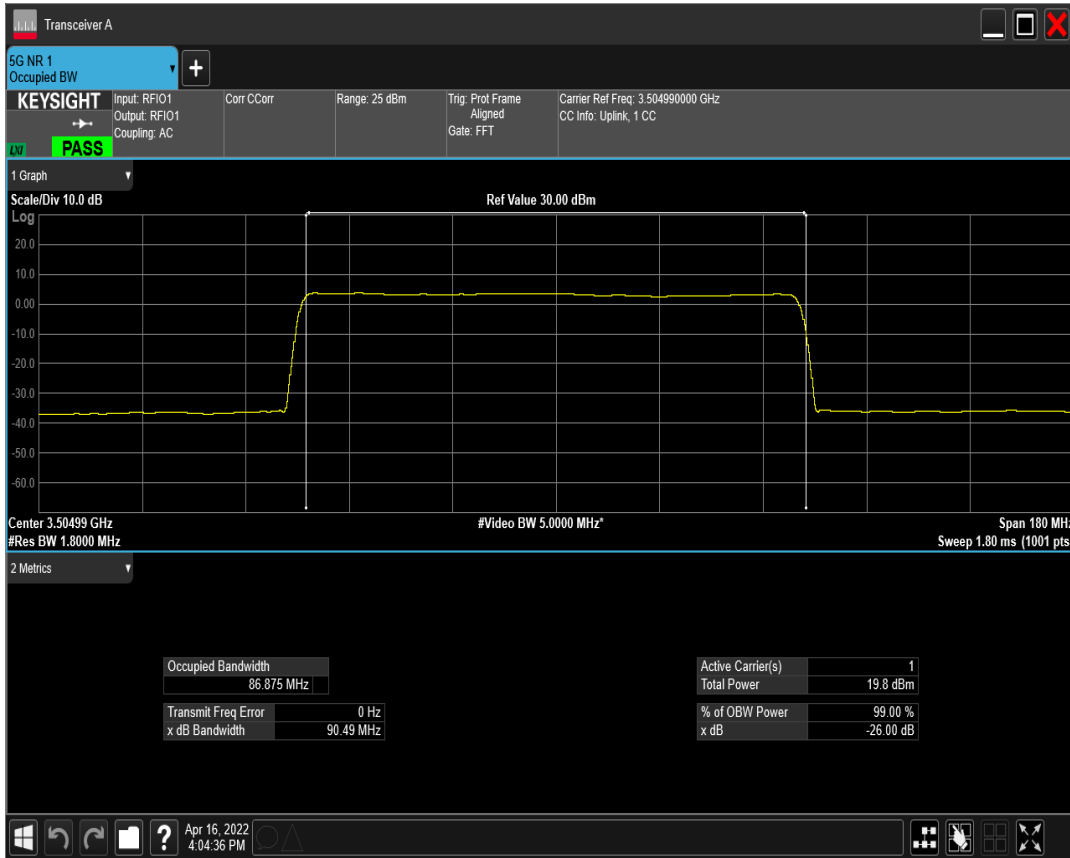 Transceiver A
5G NR 1
Occupied BW
+
KEYSIGHT
LXI
PASS
Input: RFIO1
Output: RFIO1
Coupling: AC
Corr CCorr
Range: 25 dBm
Trig: Prot Frame
Aligned
Gate: FFT
Carrier Ref Freq: 3.504990000 GHz
CC Info: Uplink, 1 CC
1 Graph
Scale/Div 10.0 dB
Ref Value 30.00 dBm
Log
20.0
10.0
0.00
-10.0
-20.0
-30.0
-40.0
-50.0
-60.0
Center 3.50499 GHz
#Video BW 5.0000 MHz*
Span 180 MHz
#Res BW 1.8000 MHz
Sweep 1.80 ms (1001 pts
2 Metrics
Occupied Bandwidth
86.875 MHz
Transmit Freq Error 0 Hz
x dB Bandwidth 90.49 MHz
Active Carrier(s) 1
Total Power 19.8 dBm
% of OBW Power 99.00 %
x dB -26.00 dB
?
Apr 16, 2022
4:04:36 PM